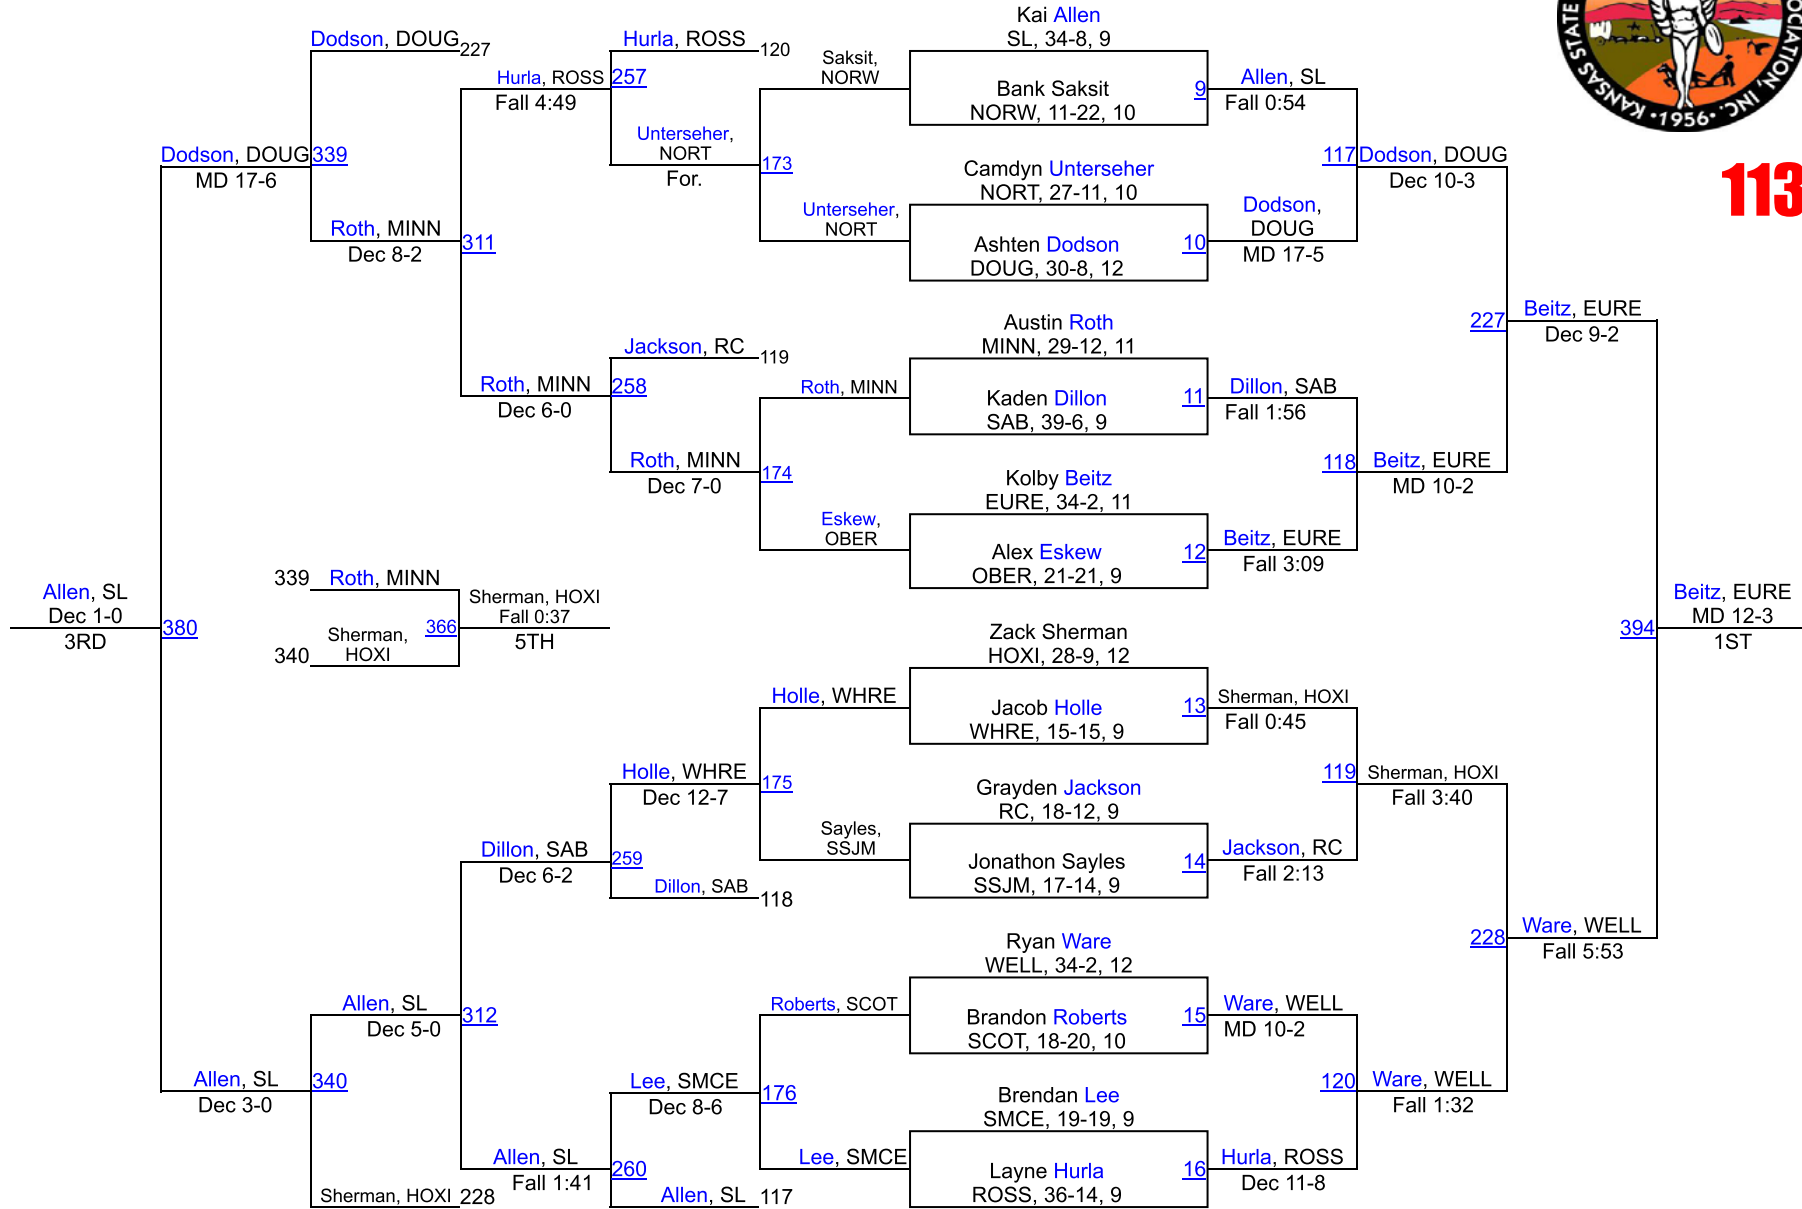 Kai Allen
SL, 34-8, 9
Bank Saksit
NORW, 11-22, 10
Camdyn Unterseher
NORT, 27-11, 10
Ashten Dodson
DOUG, 30-8, 12
Austin Roth
MINN, 29-12, 11
Kaden Dillon
SAB, 39-6, 9
Kolby Beitz
EURE, 34-2, 11
Alex Eskew
OBER, 21-21, 9
Zack Sherman
HOXI, 28-9, 12
Jacob Holle
WHRE, 15-15, 9
Grayden Jackson
RC, 18-12, 9
Jonathon Sayles
SSJM, 17-14, 9
Ryan Ware
WELL, 34-2, 12
Brandon Roberts
SCOT, 18-20, 10
Brendan Lee
SMCE, 19-19, 9
Layne Hurla
ROSS, 36-14, 9
9
Allen, SL
Fall 0:54
10
Dodson,
DOUG
MD 17-5
11
Dillon, SAB
Fall 1:56
12
Beitz, EURE
Fall 3:09
13
Sherman, HOXI
Fall 0:45
14
Jackson, RC
Fall 2:13
15
Ware, WELL
MD 10-2
16
Hurla, ROSS
Dec 11-8
117
Dodson, DOUG
Dec 10-3
118
Beitz, EURE
MD 10-2
119
Sherman, HOXI
Fall 3:40
120
Ware, WELL
Fall 1:32
227
Beitz, EURE
Dec 9-2
228
Ware, WELL
Fall 5:53
394
Beitz, EURE
MD 12-3
1ST
Saksit,
NORW
Unterseher,
NORT
173
Roth, MINN
Eskew,
OBER
174
Holle, WHRE
Sayles,
SSJM
175
Roberts, SCOT
Lee, SMCE
176
Hurla, ROSS
120
257
Unterseher,
NORT
For.
Jackson, RC
119
258
Roth, MINN
Dec 7-0
Holle, WHRE
Dec 12-7
259
Dillon, SAB
118
Lee, SMCE
Dec 8-6
260
Allen, SL
117
Hurla, ROSS
Fall 4:49
311
Roth, MINN
Dec 6-0
Dillon, SAB
Dec 6-2
312
Allen, SL
Fall 1:41
Dodson, DOUG
227
339
Roth, MINN
Dec 8-2
Allen, SL
Dec 5-0
340
Sherman, HOXI
228
Dodson, DOUG
MD 17-6
380
Allen, SL
Dec 3-0
Allen, SL
Dec 1-0
3RD
339
Roth, MINN
340
Sherman,
HOXI
366
Sherman, HOXI
Fall 0:37
5TH
KANSAS STATE
OCIATION, INC.
•1956•
113